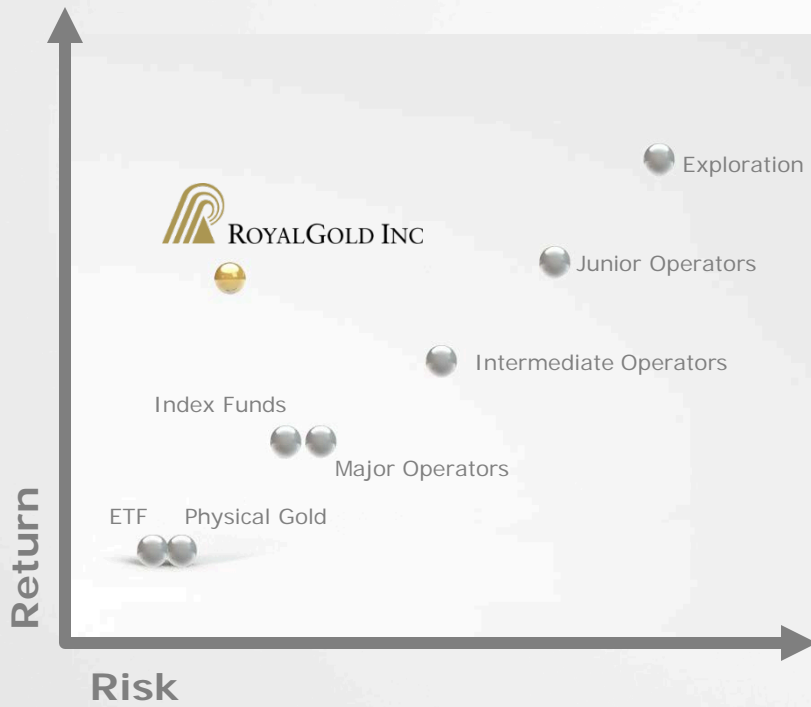 Exploration
ROYALGOLD INC
Junior Operators
Intermediate Operators
Index Funds
Major Operators
ETF Physical Gold
Return
Risk